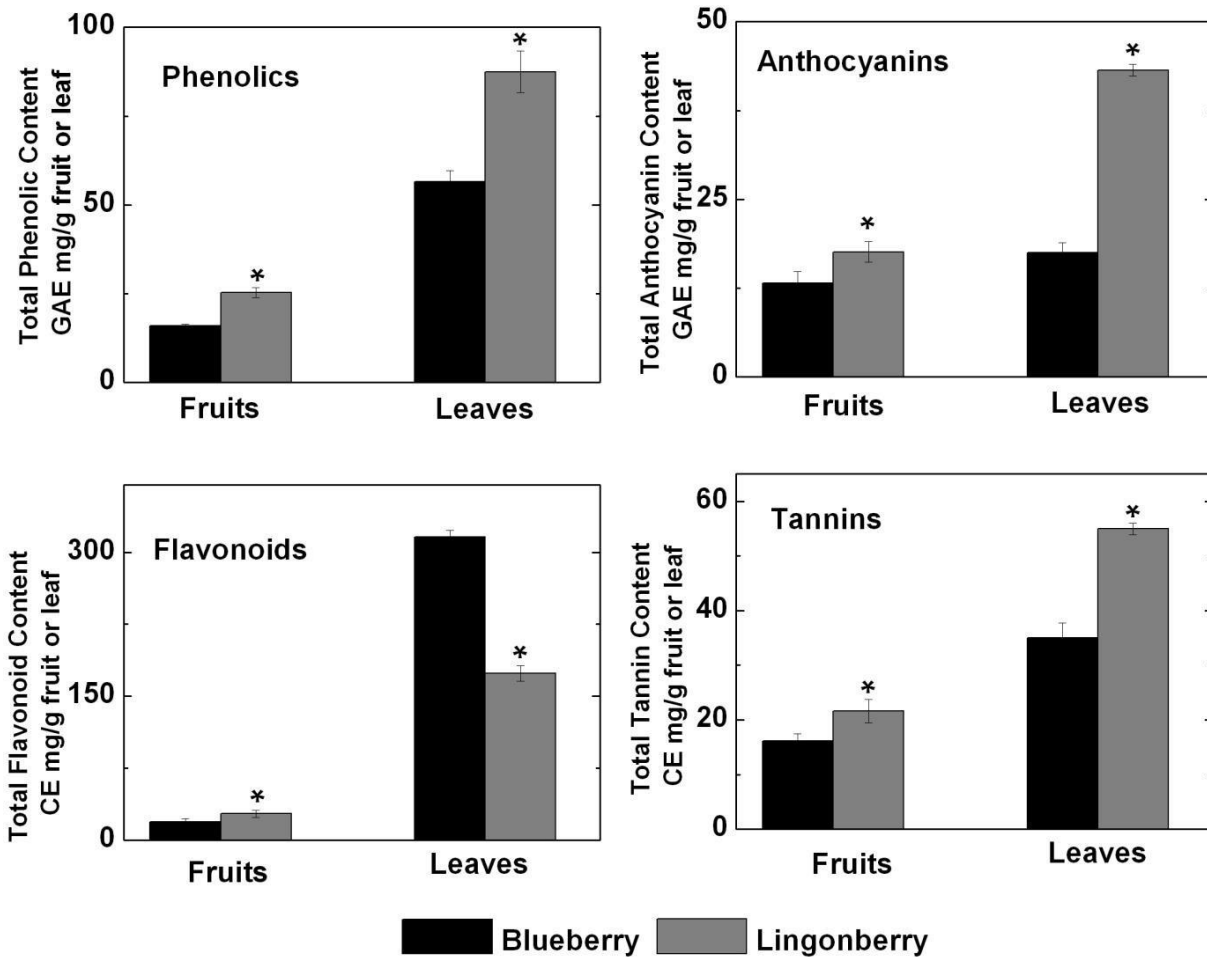 Total Phenolic Content
GAE mg/g fruit or leaf
100
50
0
Phenolics
*
*
Fruits
Leaves
Total Anthocyanin Content
GAE mg/g fruit or leaf
50
25
0
Anthocyanins
*
*
Fruits
Leaves
Total Flavonoid Content
CE mg/g fruit or leaf
300
150
0
Flavonoids
*
*
Fruits
Leaves
Total Tannin Content
CE mg/g fruit or leaf
60
40
20
0
Tannins
*
*
Fruits
Leaves
Blueberry
Lingonberry